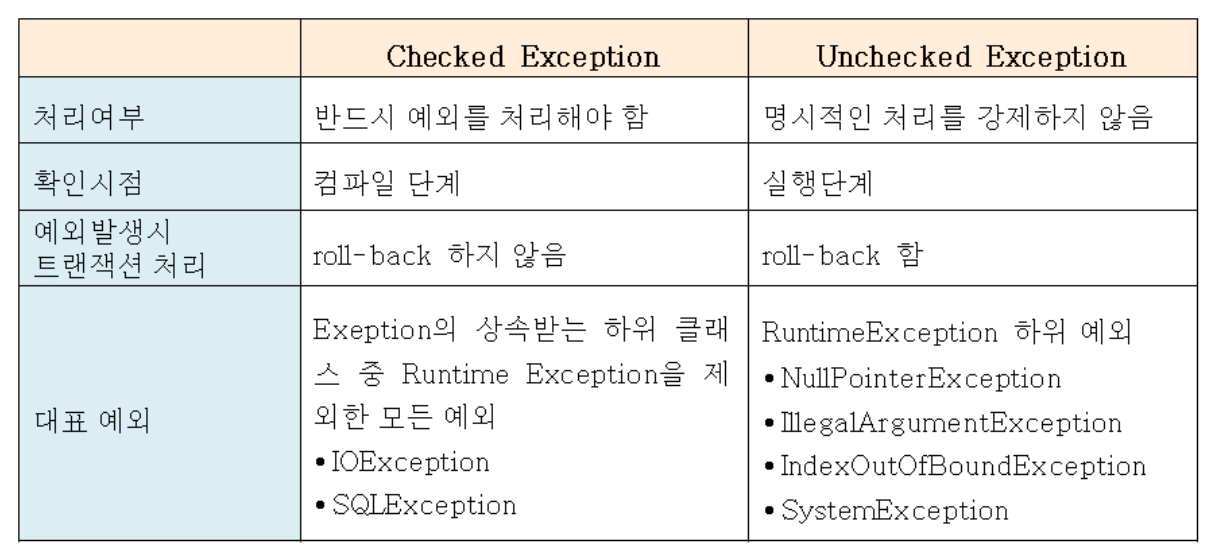 Checked Exception
Unchecked Exception
처리여부
반드시 예외를 처리해야 함
명시적인 처리를 강제하지 않음
확인시점
컴파일 단계
실행단계
예외발생시
트랜잭션 처리
roll-back 하지 않음
roll-back 함
대표 예외
Exeption의 상속받는 하위 클래
스 중 Runtime Exception을 제
외한 모든 예외
•IOException
•SQLException
RuntimeException 하위 예외
•NullPointerException
•IllegalArgumentException
•IndexOutOfBoundException
•SystemException